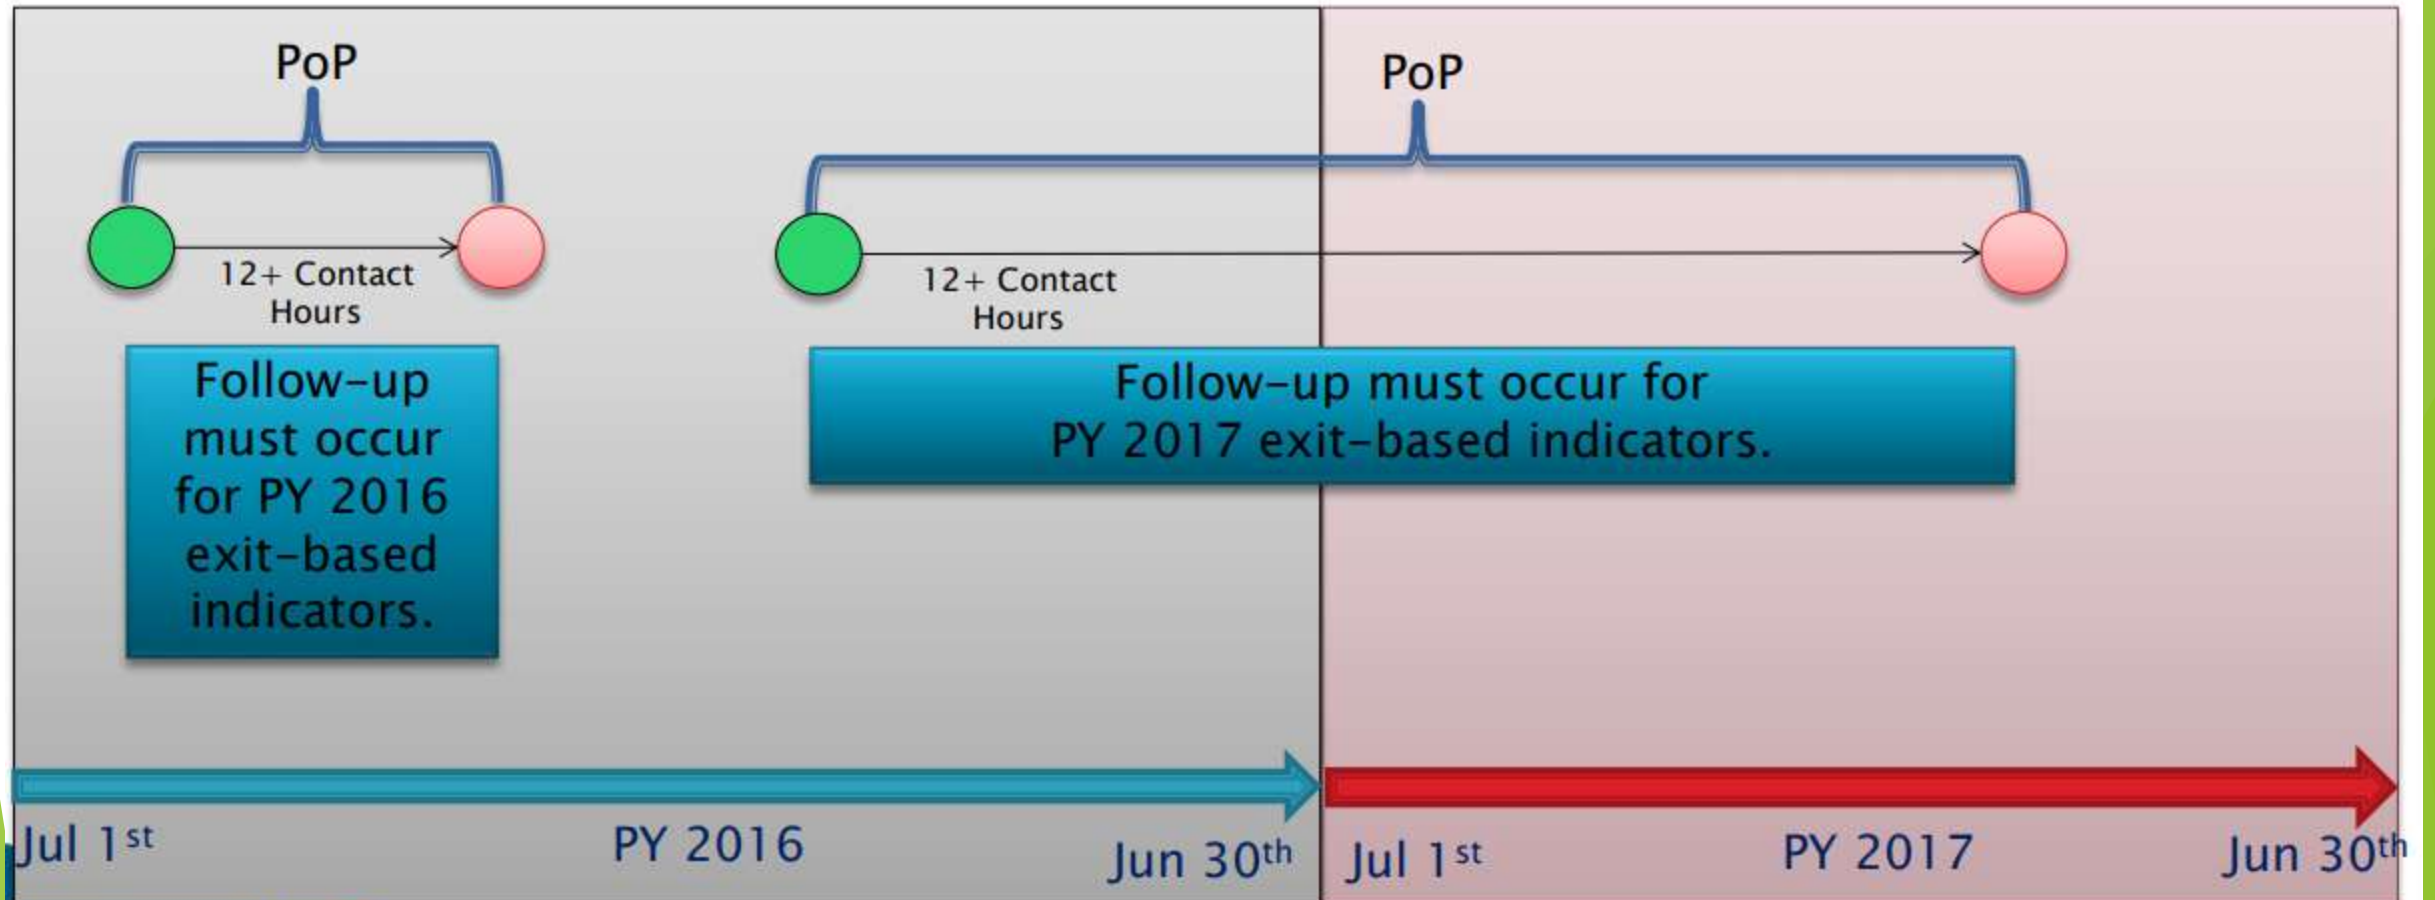 PoP
12+ Contact
Hours
Follow-up
must occur
for PY 2016
exit-based
indicators.
PoP
12+ Contact
Hours
Follow-up must occur for
PY 2017 exit-based indicators.
Jul 1st
PY 2016
Jun 30th
Jul 1st
PY 2017
Jun 30th